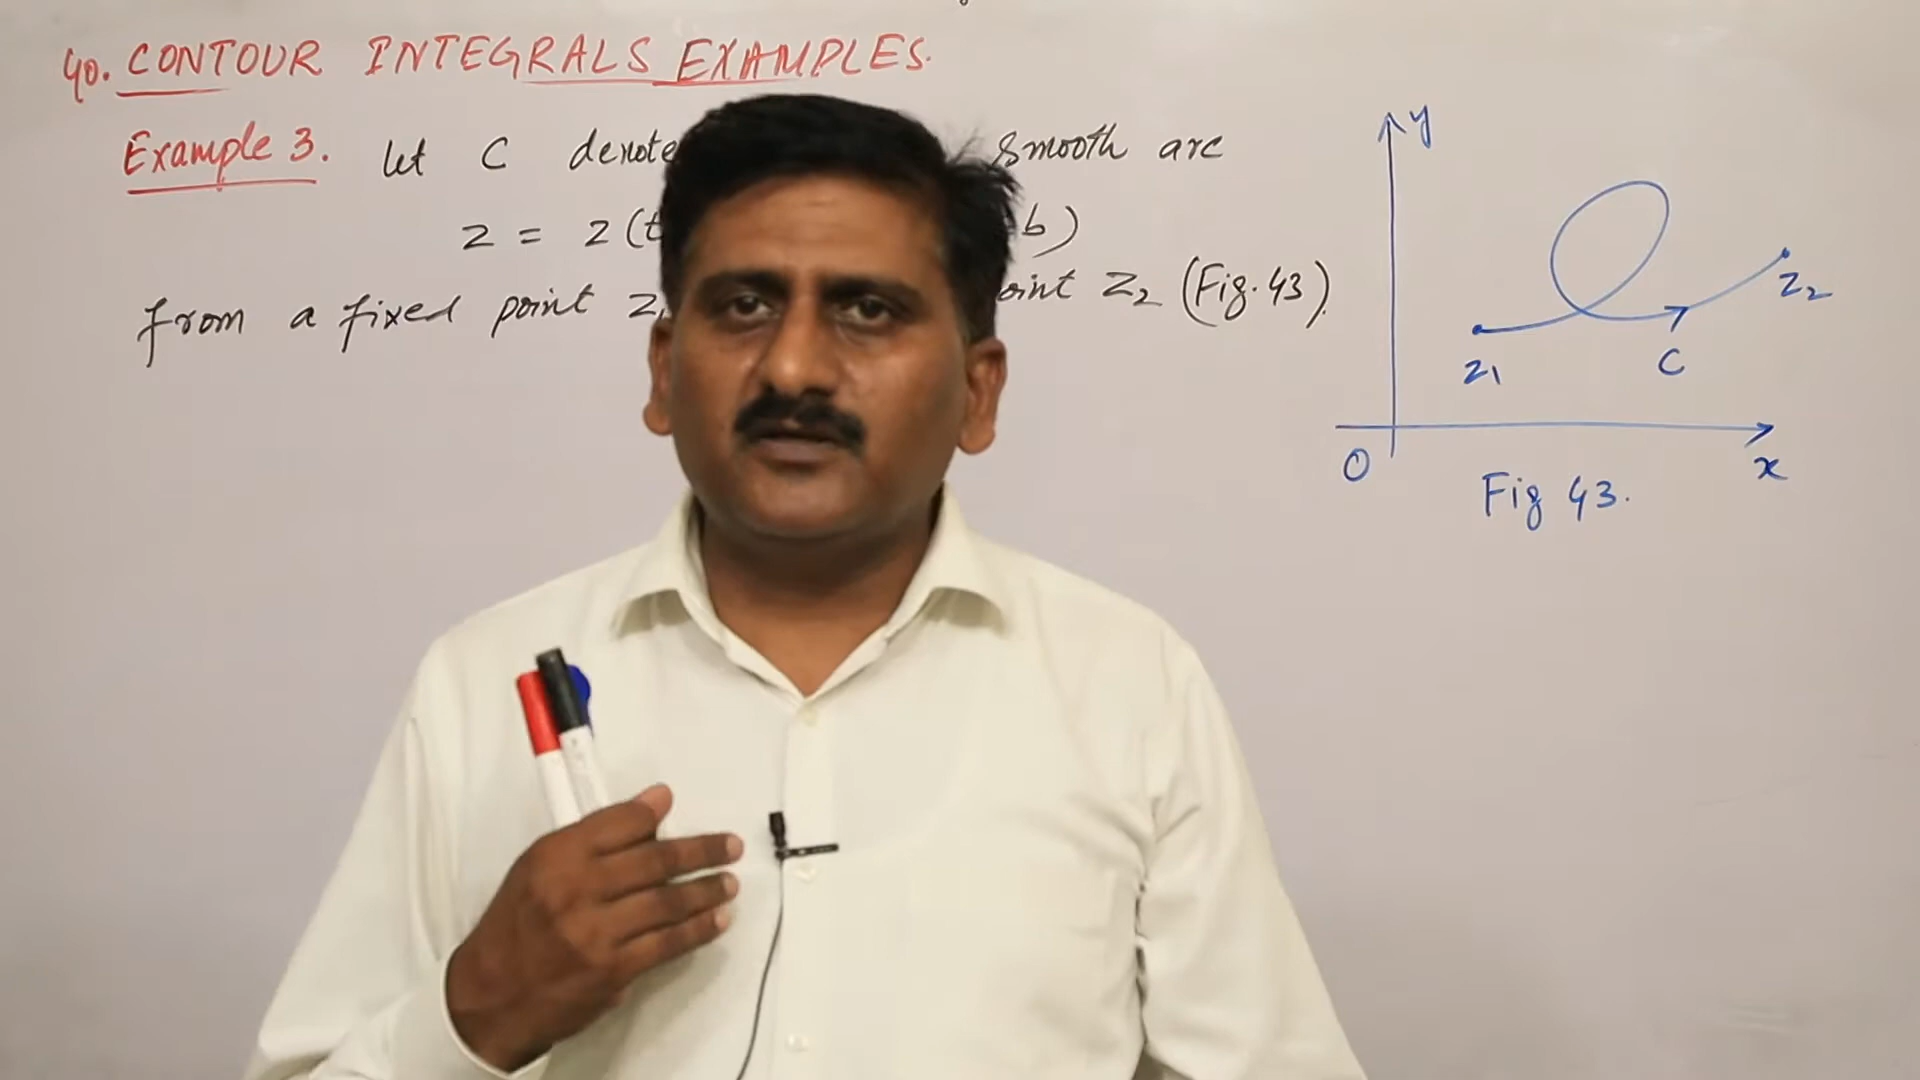 40. CONTOUR INTEGRALS EXAMPLES.
Example 3. let C denote smooth arc
z = z(t b)
from a fixed point z1 point z2 (Fig. 43).
y
z2
z1
C
O
x
Fig 43.